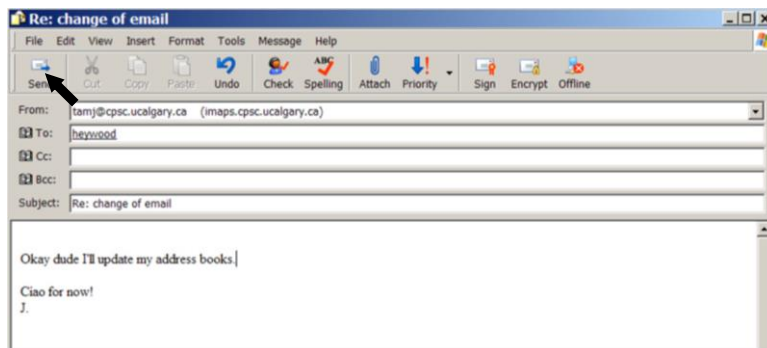 Re: change of email
File Edit View Insert Format Tools Message Help
ABC
Send Cut Copy Paste Undo Check Spelling Attach Priority Sign Encrypt Offline
From: tamj@cpsc.ucalgary.ca (imaps.cpsc.ucalgary.ca)
To: heywood
Cc:
Bcc:
Subject: Re: change of email
Okay dude I'll update my address books.
Ciao for now!
J.